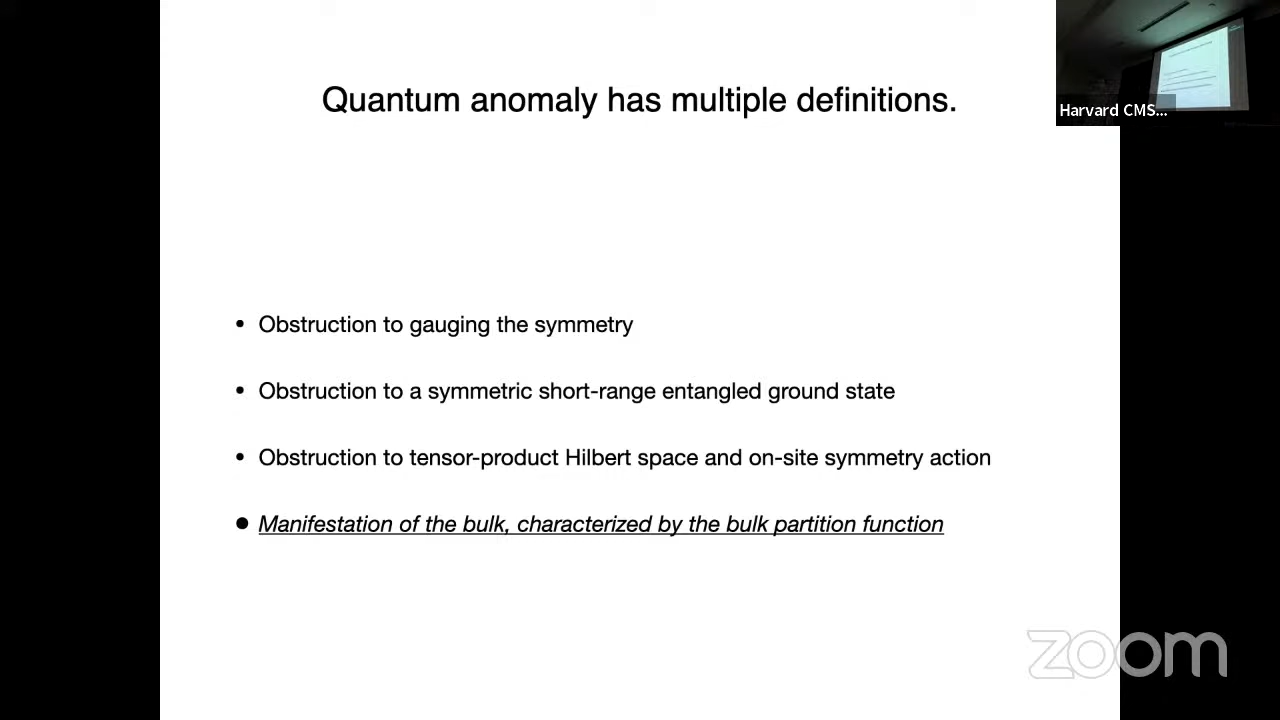 Quantum anomaly has multiple definitions.
Harvard CMS...
• Obstruction to gauging the symmetry
• Obstruction to a symmetric short-range entangled ground state
• Obstruction to tensor-product Hilbert space and on-site symmetry action
• Manifestation of the bulk, characterized by the bulk partition function
zoom